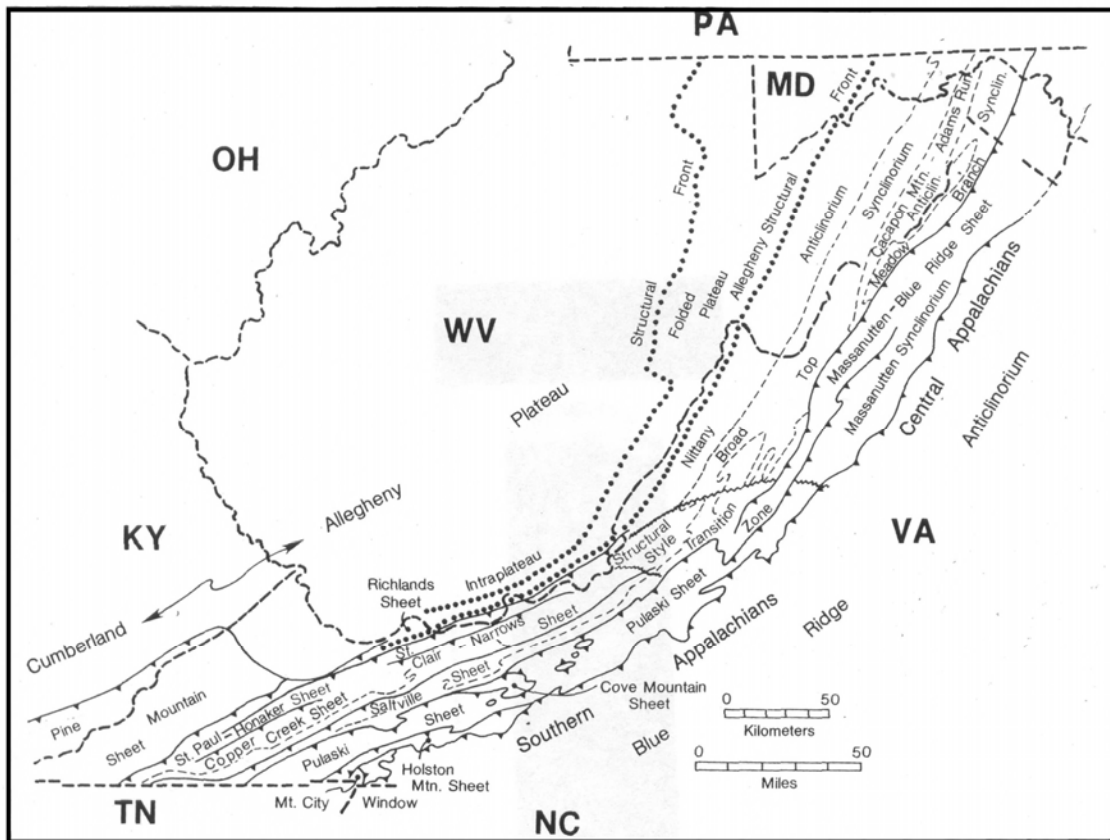 PA
MD
OH
WV
KY
VA
TN
NC
Structural Front
Folded Plateau
Allegheny Structural Front
Anticlinorium
Synclinorium
Cacapon Mtn. Anticlin.
Adams Run Synclin.
Meadow Branch
Top
Massanutten-Blue Ridge Sheet
Massanutten Synclinorium
Central Appalachians
Anticlinorium
Nittany
Broad
Plateau
Allegheny
Cumberland
Intraplateau
Richlands
Sheet
Structural
Style
Transition
Zone
St. Clair
Narrows Sheet
Pine Mountain Sheet
St. Paul-Honaker Sheet
Copper Creek Sheet
Saltville Sheet
Pulaski Sheet
Pulaski Sheet
Southern Appalachians
Blue Ridge
Cove Mountain
Sheet
Holston
Mtn. Sheet
Mt. City Window
0 50
Kilometers
0 50
Miles